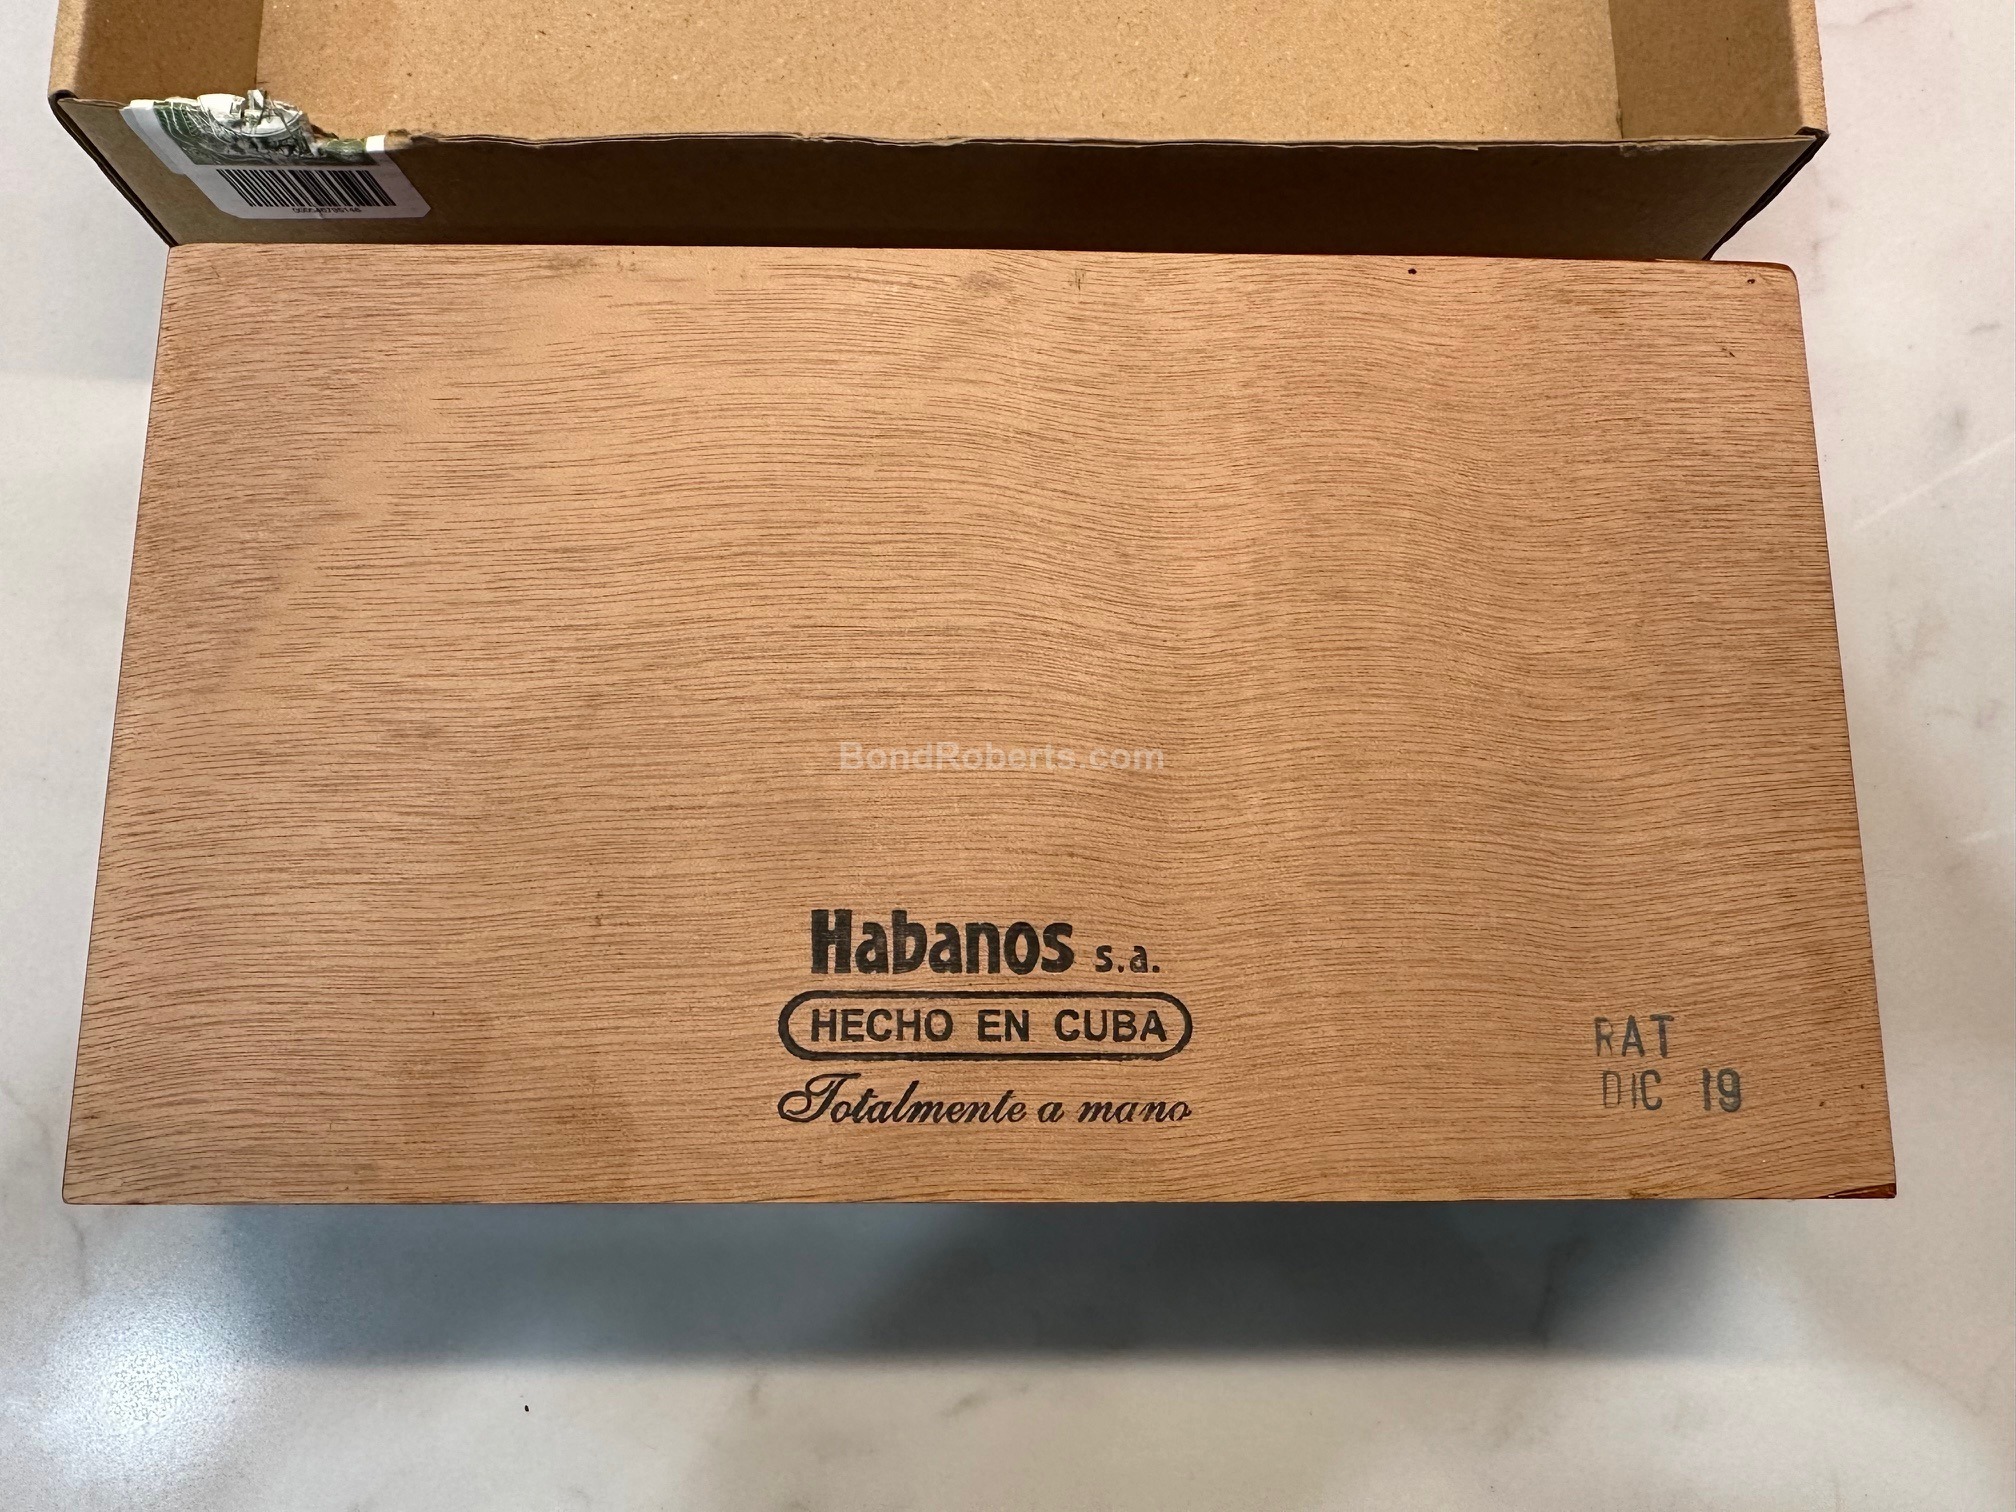 BondRoberts.com
Habanos s.a.
HECHO EN CUBA
Totalmente a mano
RAT
DIC 19